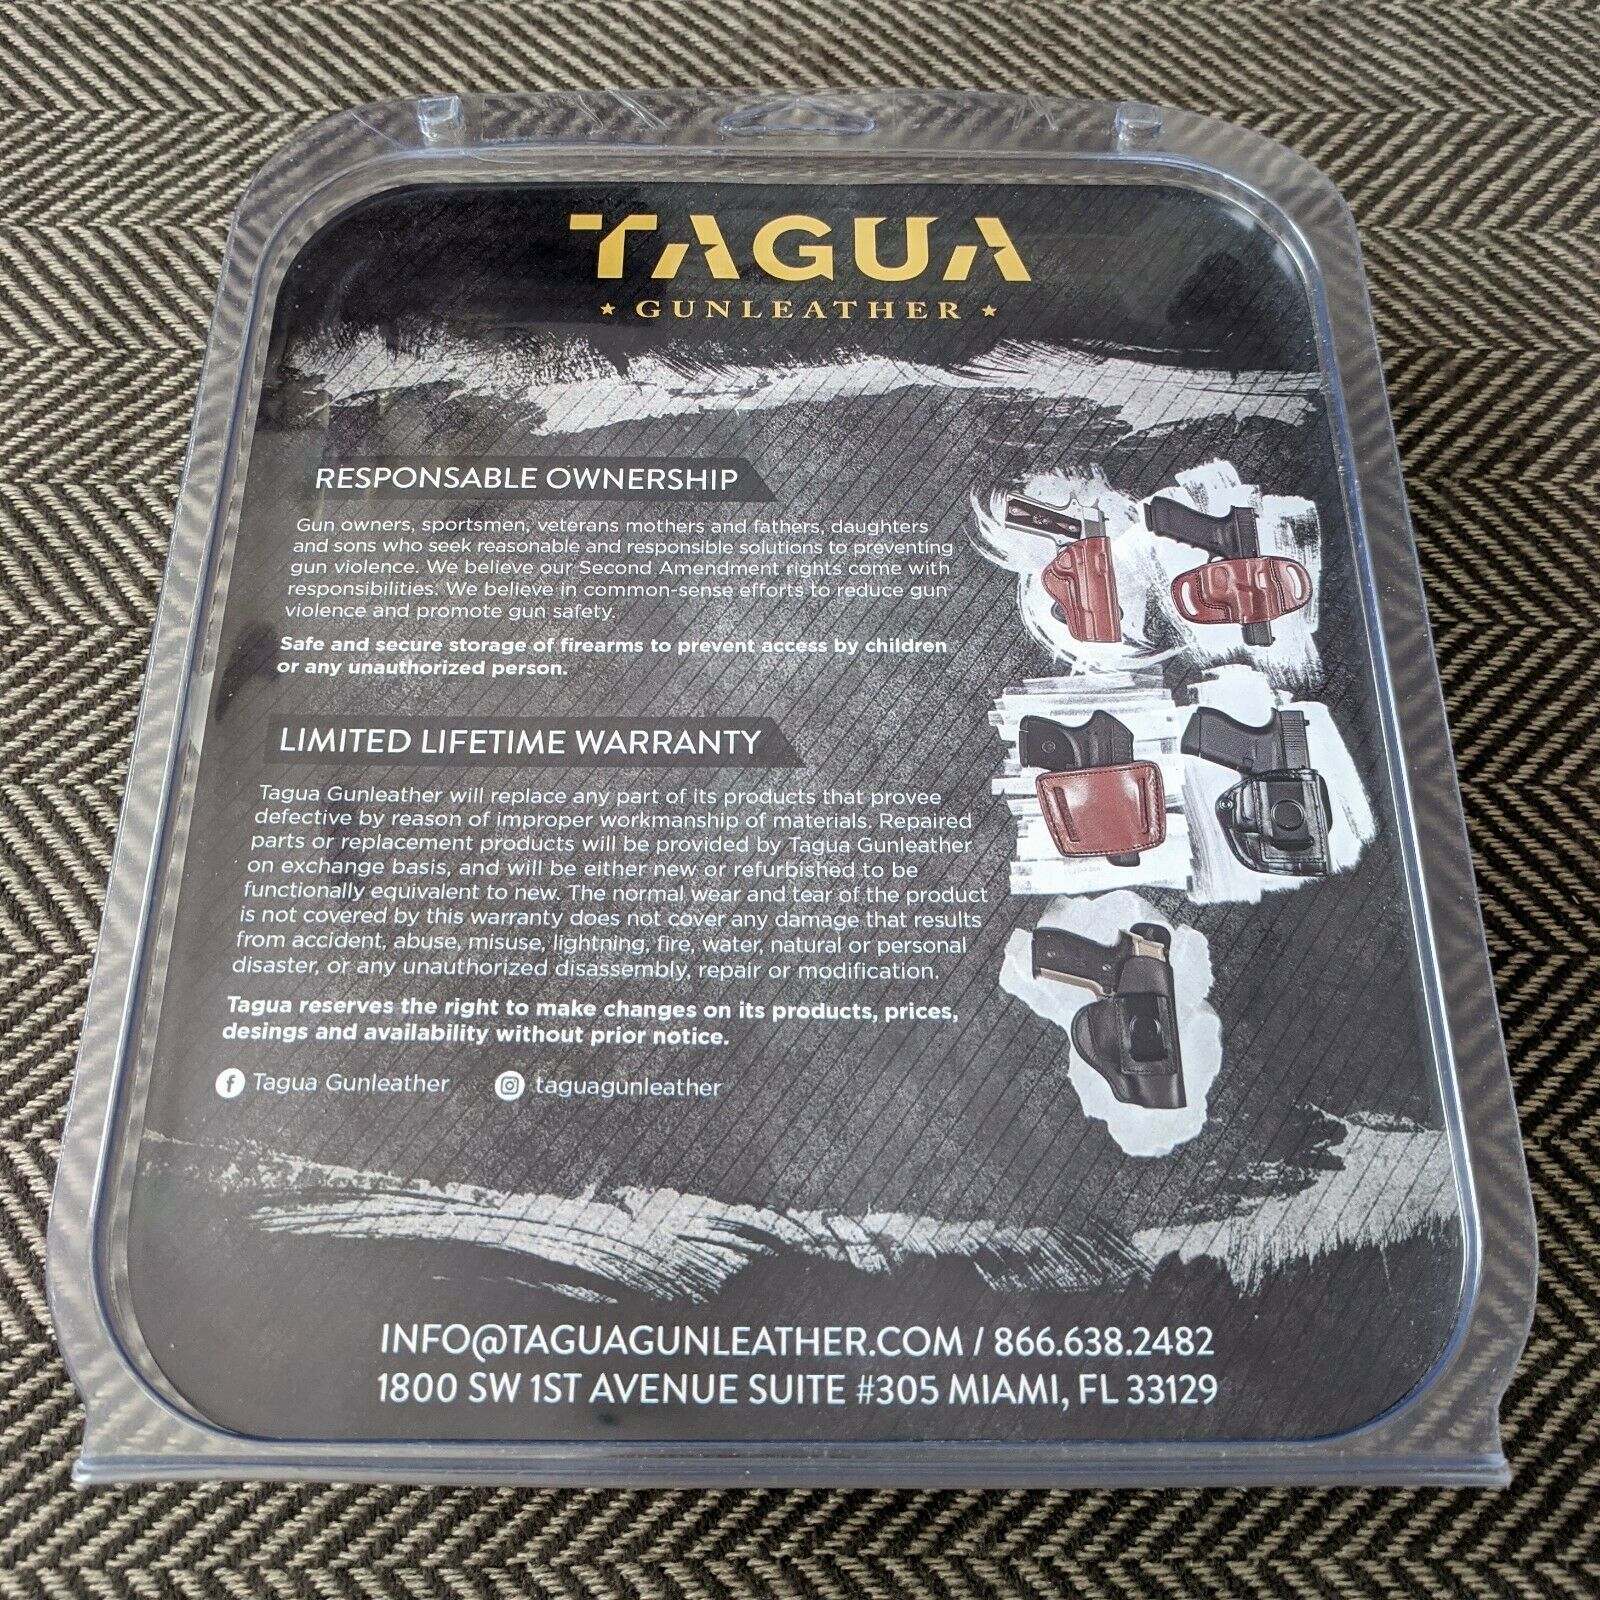 TAGUA
GUNLEATHER
RESPONSABLE OWNERSHIP
Gun owners, sportsmen, veterans mothers and fathers, daughters
and sons who seek reasonable and responsible solutions to preventing
gun violence. We believe our Second Amendment rights come with
responsibilities. We believe in common-sense efforts to reduce gun
violence and promote gun safety.
Safe and secure storage of firearms to prevent access by children
or any unauthorized person.
LIMITED LIFETIME WARRANTY
Tagua Gunleather will replace any part of its products that provee
defective by reason of improper workmanship of materials. Repaired
parts or replacement products will be provided by Tagua Gunleather
on exchange basis, and will be either new or refurbished to be
functionally equivalent to new. The normal wear and tear of the product
is not covered by this warranty does not cover any damage that results
from accident, abuse, misuse, lightning, fire, water, natural or personal
disaster, or any unauthorized disassembly, repair or modification.
Tagua reserves the right to make changes on its products, prices,
desings and availability without prior notice.
Tagua Gunleather taguagunleather
INFO@TAGUAGUNLEATHER.COM / 866.638.2482
1800 SW 1ST AVENUE SUITE #305 MIAMI, FL 33129